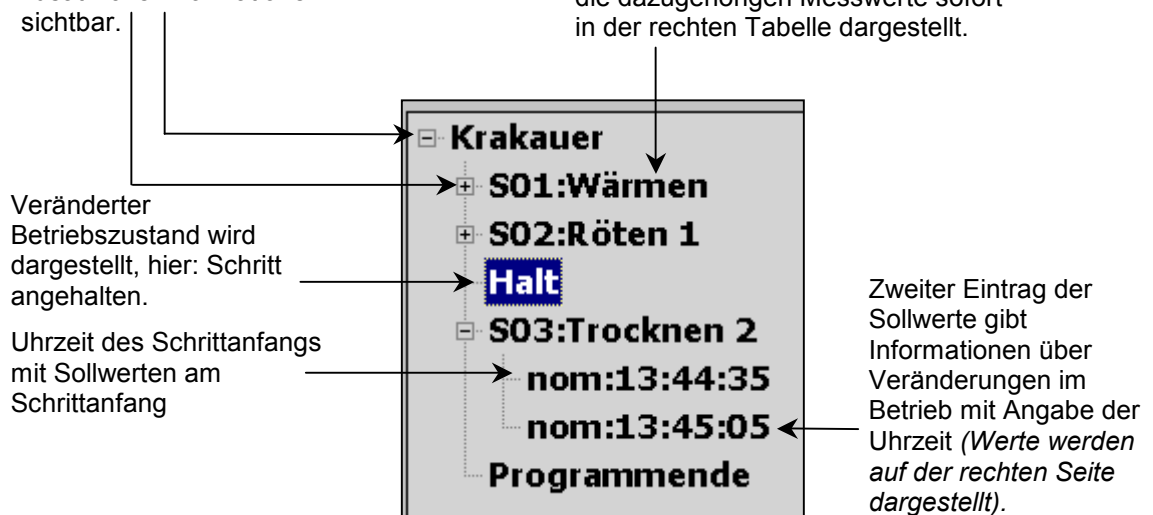 sichtbar.
die dazugehörigen Messwerte sofort
in der rechten Tabelle dargestellt.
Krakauer
S01:Wärmen
S02:Röten 1
Halt
S03:Trocknen 2
nom:13:44:35
nom:13:45:05
Programmende
Veränderter
Betriebszustand wird
dargestellt, hier: Schritt
angehalten.
Uhrzeit des Schrittanfangs
mit Sollwerten am
Schrittanfang
Zweiter Eintrag der
Sollwerte gibt
Informationen über
Veränderungen im
Betrieb mit Angabe der
Uhrzeit (Werte werden
auf der rechten Seite
dargestellt).